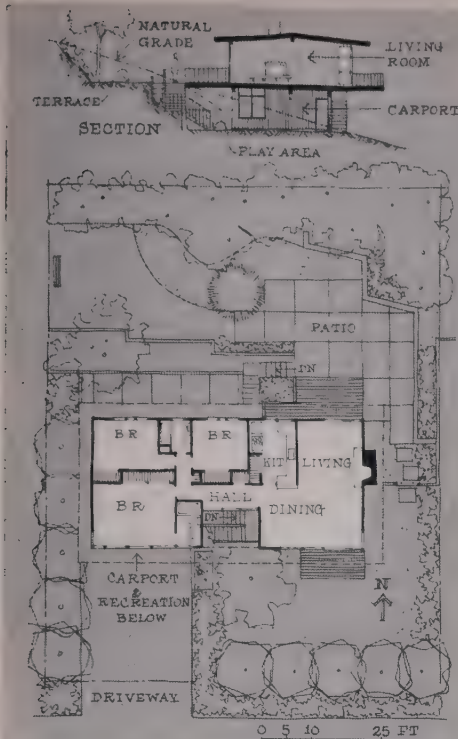 NATURAL
GRADE
LIVING
ROOM
TERRACE
CARPORT
SECTION
PLAY AREA
PATIO
DN
BR
BR
KIT
LIVING
HALL
BR
DN
DINING
CARPORT
&
RECREATION
BELOW
N
DRIVEWAY
0 5 10 25 FT